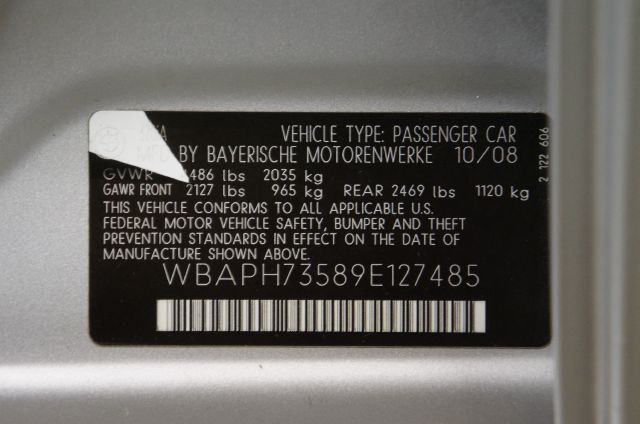 VEHICLE TYPE: PASSENGER CAR
MFD BY BAYERISCHE MOTORENWERKE 10/08
GVWR 4486 lbs 2035 kg
GAWR FRONT 2127 lbs 965 kg REAR 2469 lbs 1120 kg
THIS VEHICLE CONFORMS TO ALL APPLICABLE U.S.
FEDERAL MOTOR VEHICLE SAFETY, BUMPER AND THEFT
PREVENTION STANDARDS IN EFFECT ON THE DATE OF
MANUFACTURE SHOWN ABOVE.
WBAPH73589E127485
2 122 606